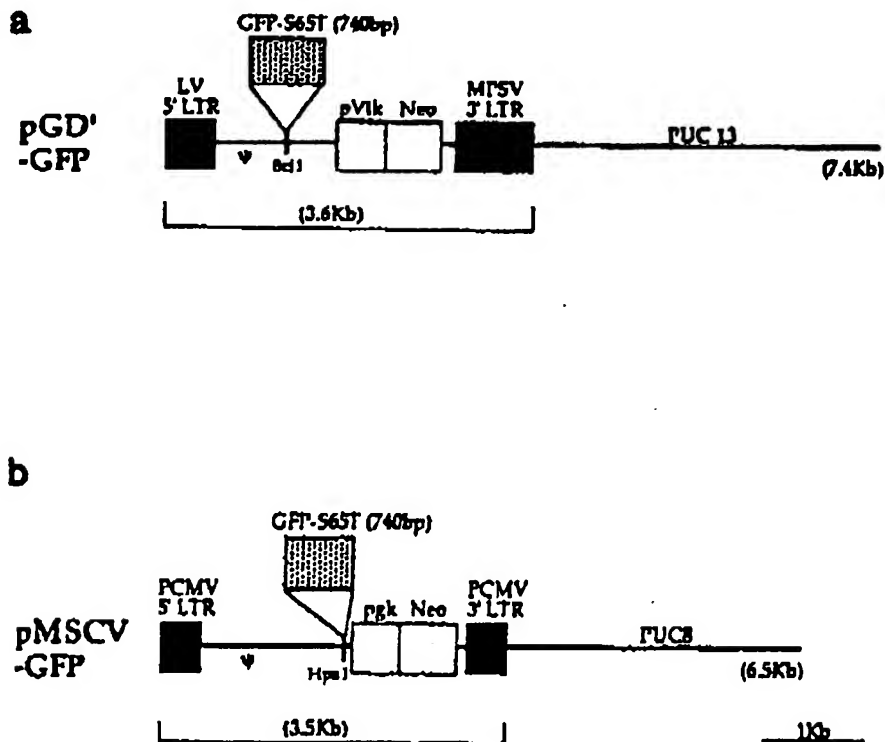 a
GFP-S65T (740bp)
LV
5' LTR
MPSV
3' LTR
pVik Neo
pGD'
-GFP
PUC 13
Ψ
Bcl1
(7.4Kb)
(3.6Kb)
b
GFP-S65T (740bp)
PCMV
5' LTR
PCMV
3' LTR
pgk Neo
pMSCV
-GFP
PUC8
Ψ
Hpa1
(6.5Kb)
(3.5Kb)
1Kb